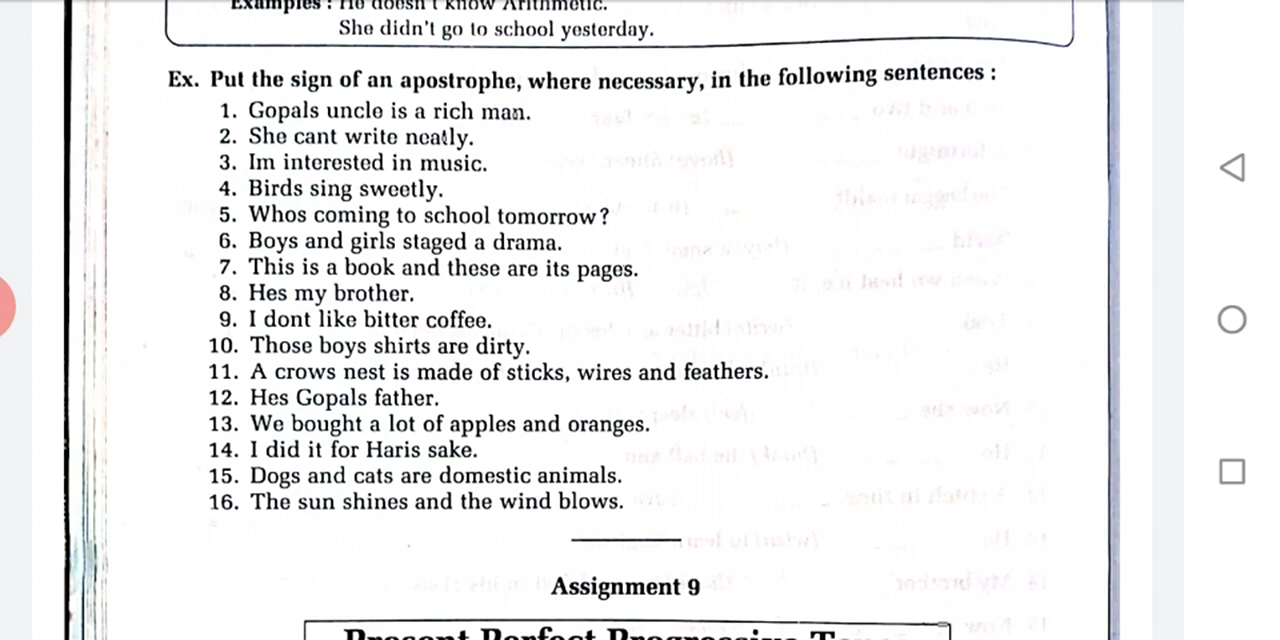 Examples : He doesn't know Arithmetic.
She didn't go to school yesterday.
Ex. Put the sign of an apostrophe, where necessary, in the following sentences :
1. Gopals uncle is a rich man.
2. She cant write neatly.
3. Im interested in music.
4. Birds sing sweetly.
5. Whos coming to school tomorrow?
6. Boys and girls staged a drama.
7. This is a book and these are its pages.
8. Hes my brother.
9. I dont like bitter coffee.
10. Those boys shirts are dirty.
11. A crows nest is made of sticks, wires and feathers.
12. Hes Gopals father.
13. We bought a lot of apples and oranges.
14. I did it for Haris sake.
15. Dogs and cats are domestic animals.
16. The sun shines and the wind blows.
Assignment 9
Present Perfect Progressive